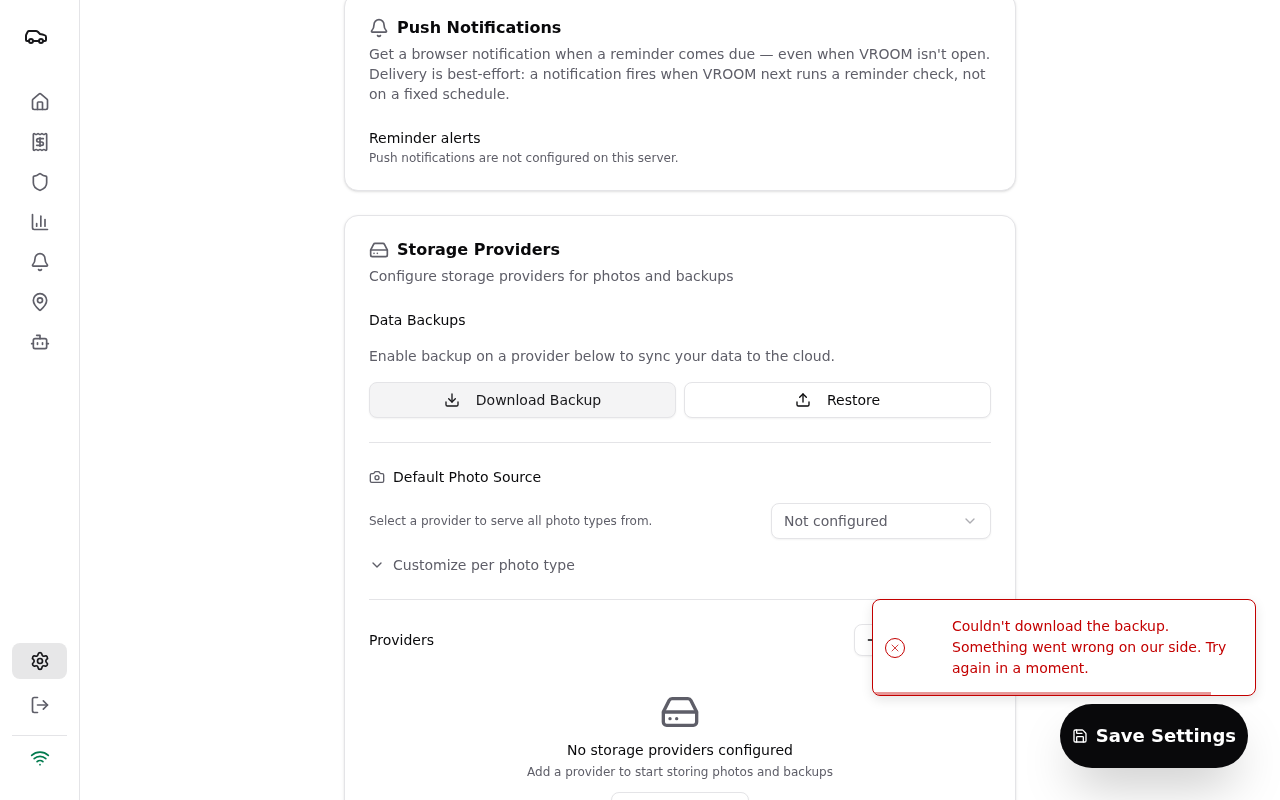 Push Notifications
Get a browser notification when a reminder comes due — even when VROOM isn't open.
Delivery is best-effort: a notification fires when VROOM next runs a reminder check, not
on a fixed schedule.
Reminder alerts
Push notifications are not configured on this server.
Storage Providers
Configure storage providers for photos and backups
Data Backups
Enable backup on a provider below to sync your data to the cloud.
Download Backup
Restore
Default Photo Source
Select a provider to serve all photo types from.
Not configured
Customize per photo type
Providers
Couldn't download the backup.
Something went wrong on our side. Try
again in a moment.
No storage providers configured
Add a provider to start storing photos and backups
Save Settings